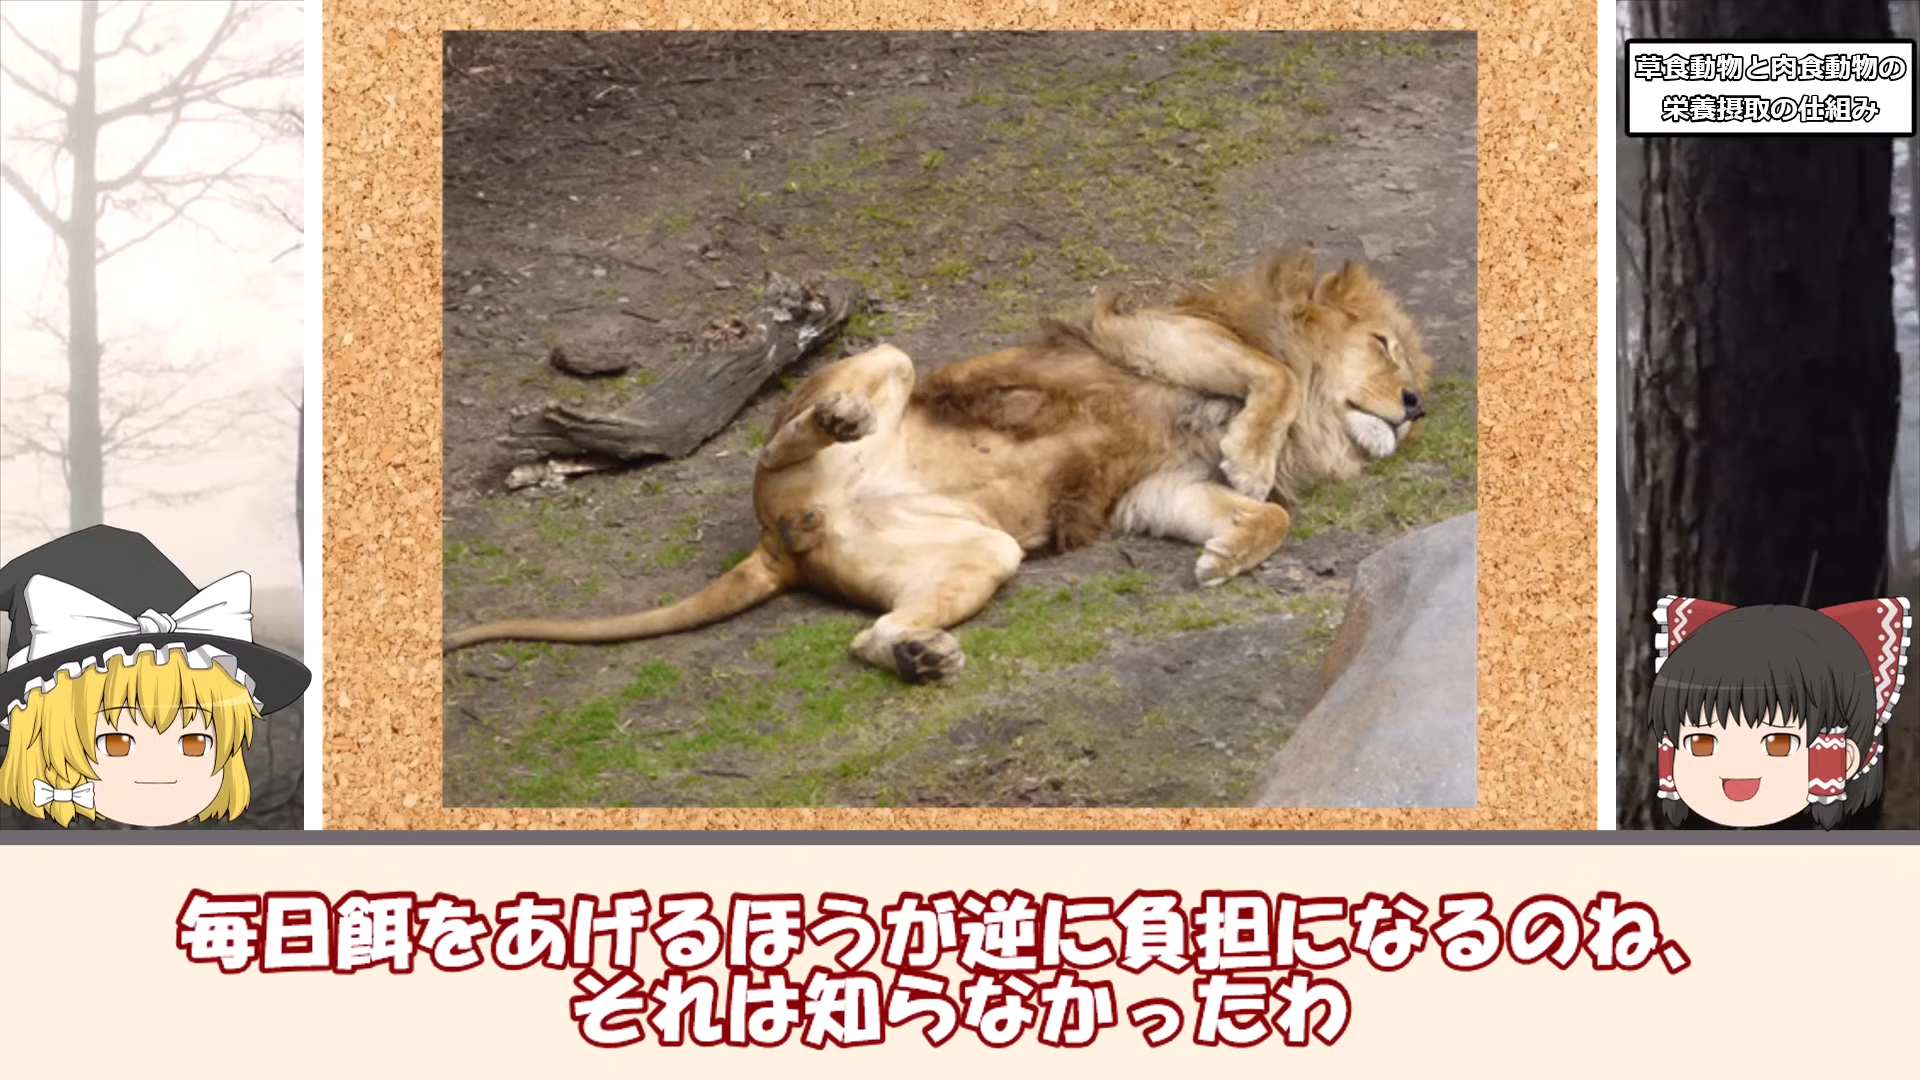 草食動物と肉食動物の
栄養摂取の仕組み
毎日餌をあげるほうが逆に負担になるのね、
それは知らなかったわ